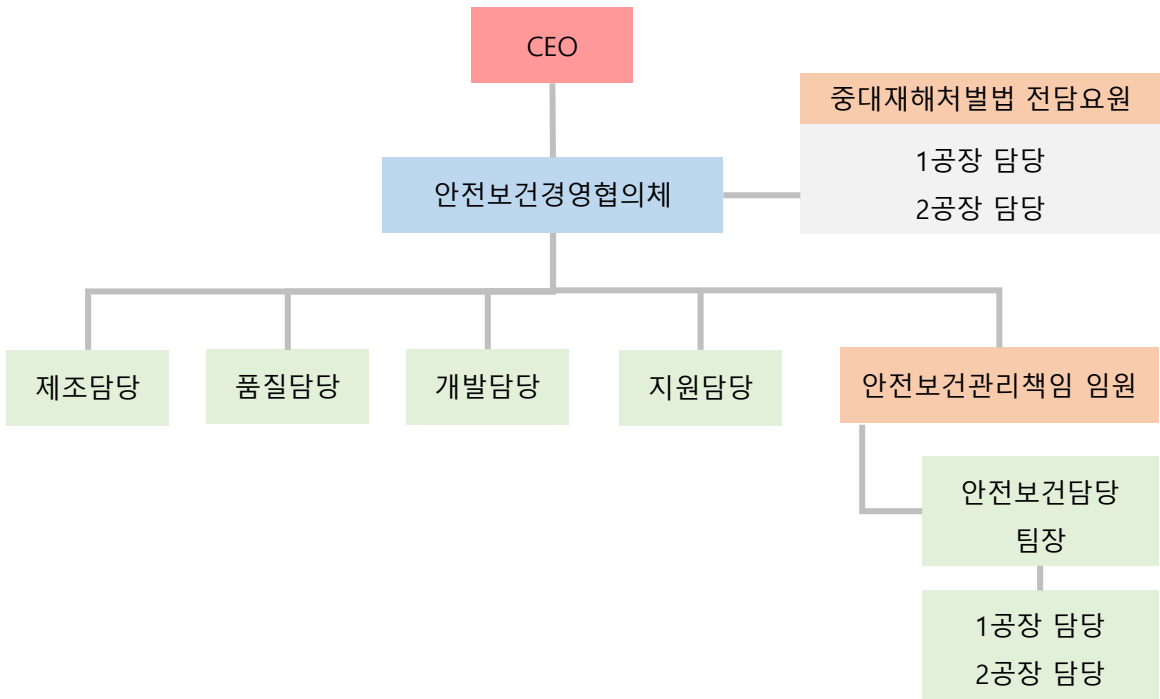 CEO
중대재해처벌법 전담요원
1공장 담당
2공장 담당
안전보건경영협의체
제조담당
품질담당
개발담당
지원담당
안전보건관리책임 임원
안전보건담당
팀장
1공장 담당
2공장 담당